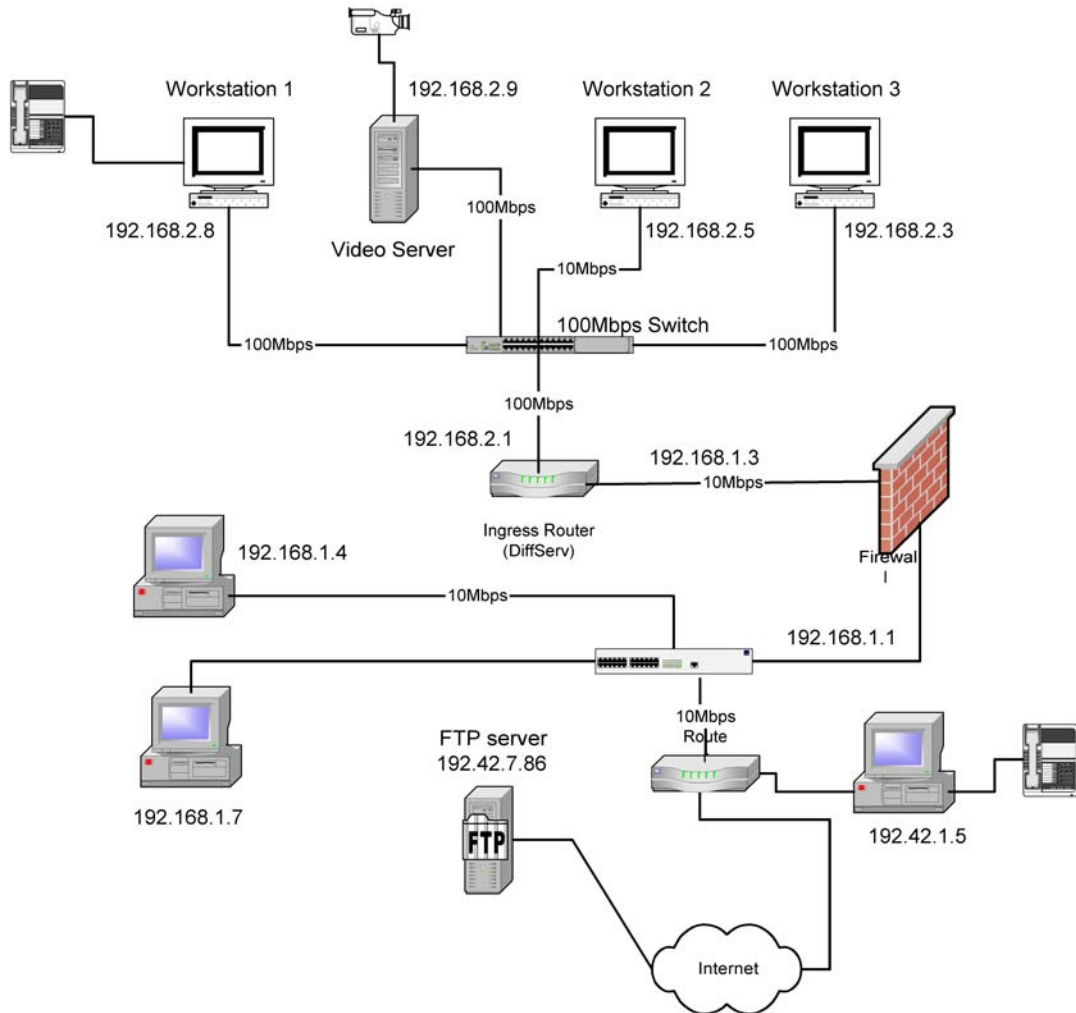 Workstation 1
192.168.2.9
Workstation 2
Workstation 3
192.168.2.8
Video Server
100Mbps
192.168.2.5
192.168.2.3
10Mbps
100Mbps Switch
100Mbps
100Mbps
100Mbps
192.168.2.1
192.168.1.3
10Mbps
Ingress Router
(DiffServ)
Firewal
l
192.168.1.4
10Mbps
192.168.1.1
10Mbps
Route
FTP server
192.42.7.86
FTP
192.168.1.7
192.42.1.5
Internet